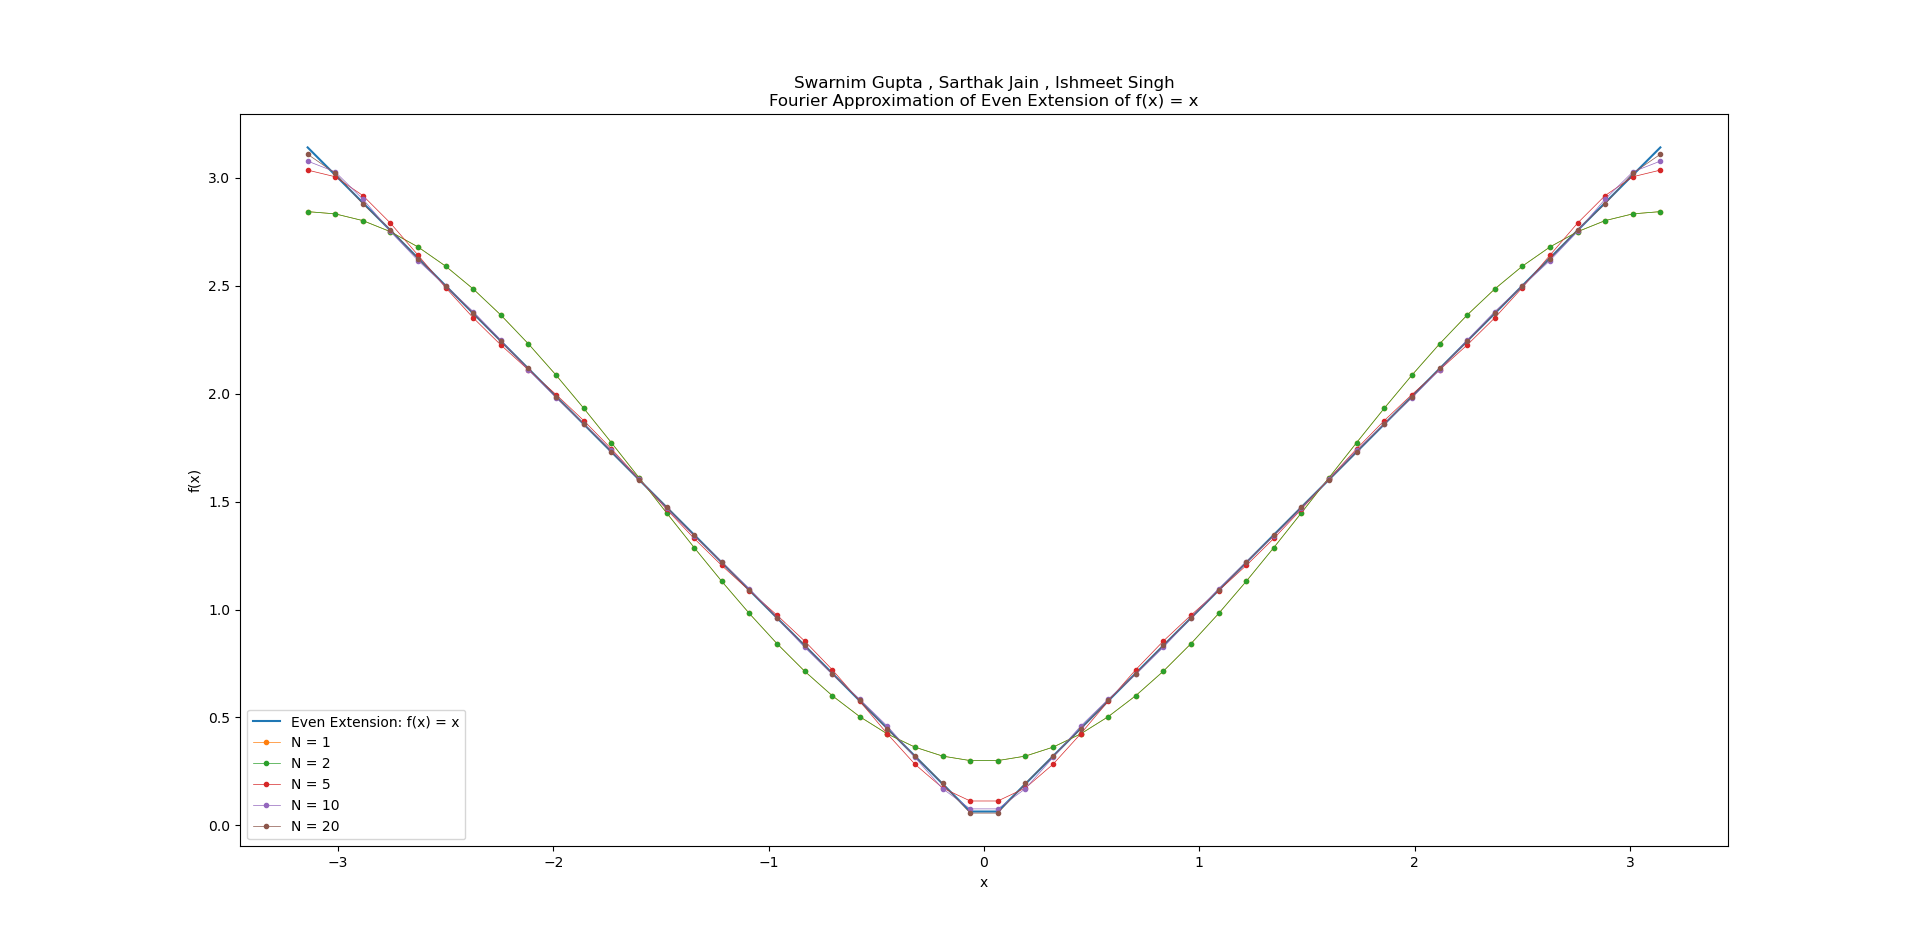 Swarnim Gupta , Sarthak Jain , Ishmeet Singh
Fourier Approximation of Even Extension of f(x) = x
f(x)
3.0
2.5
2.0
1.5
1.0
0.5
0.0
Even Extension: f(x) = x
N = 1
N = 2
N = 5
N = 10
N = 20
−3
−2
−1
0
1
2
3
x